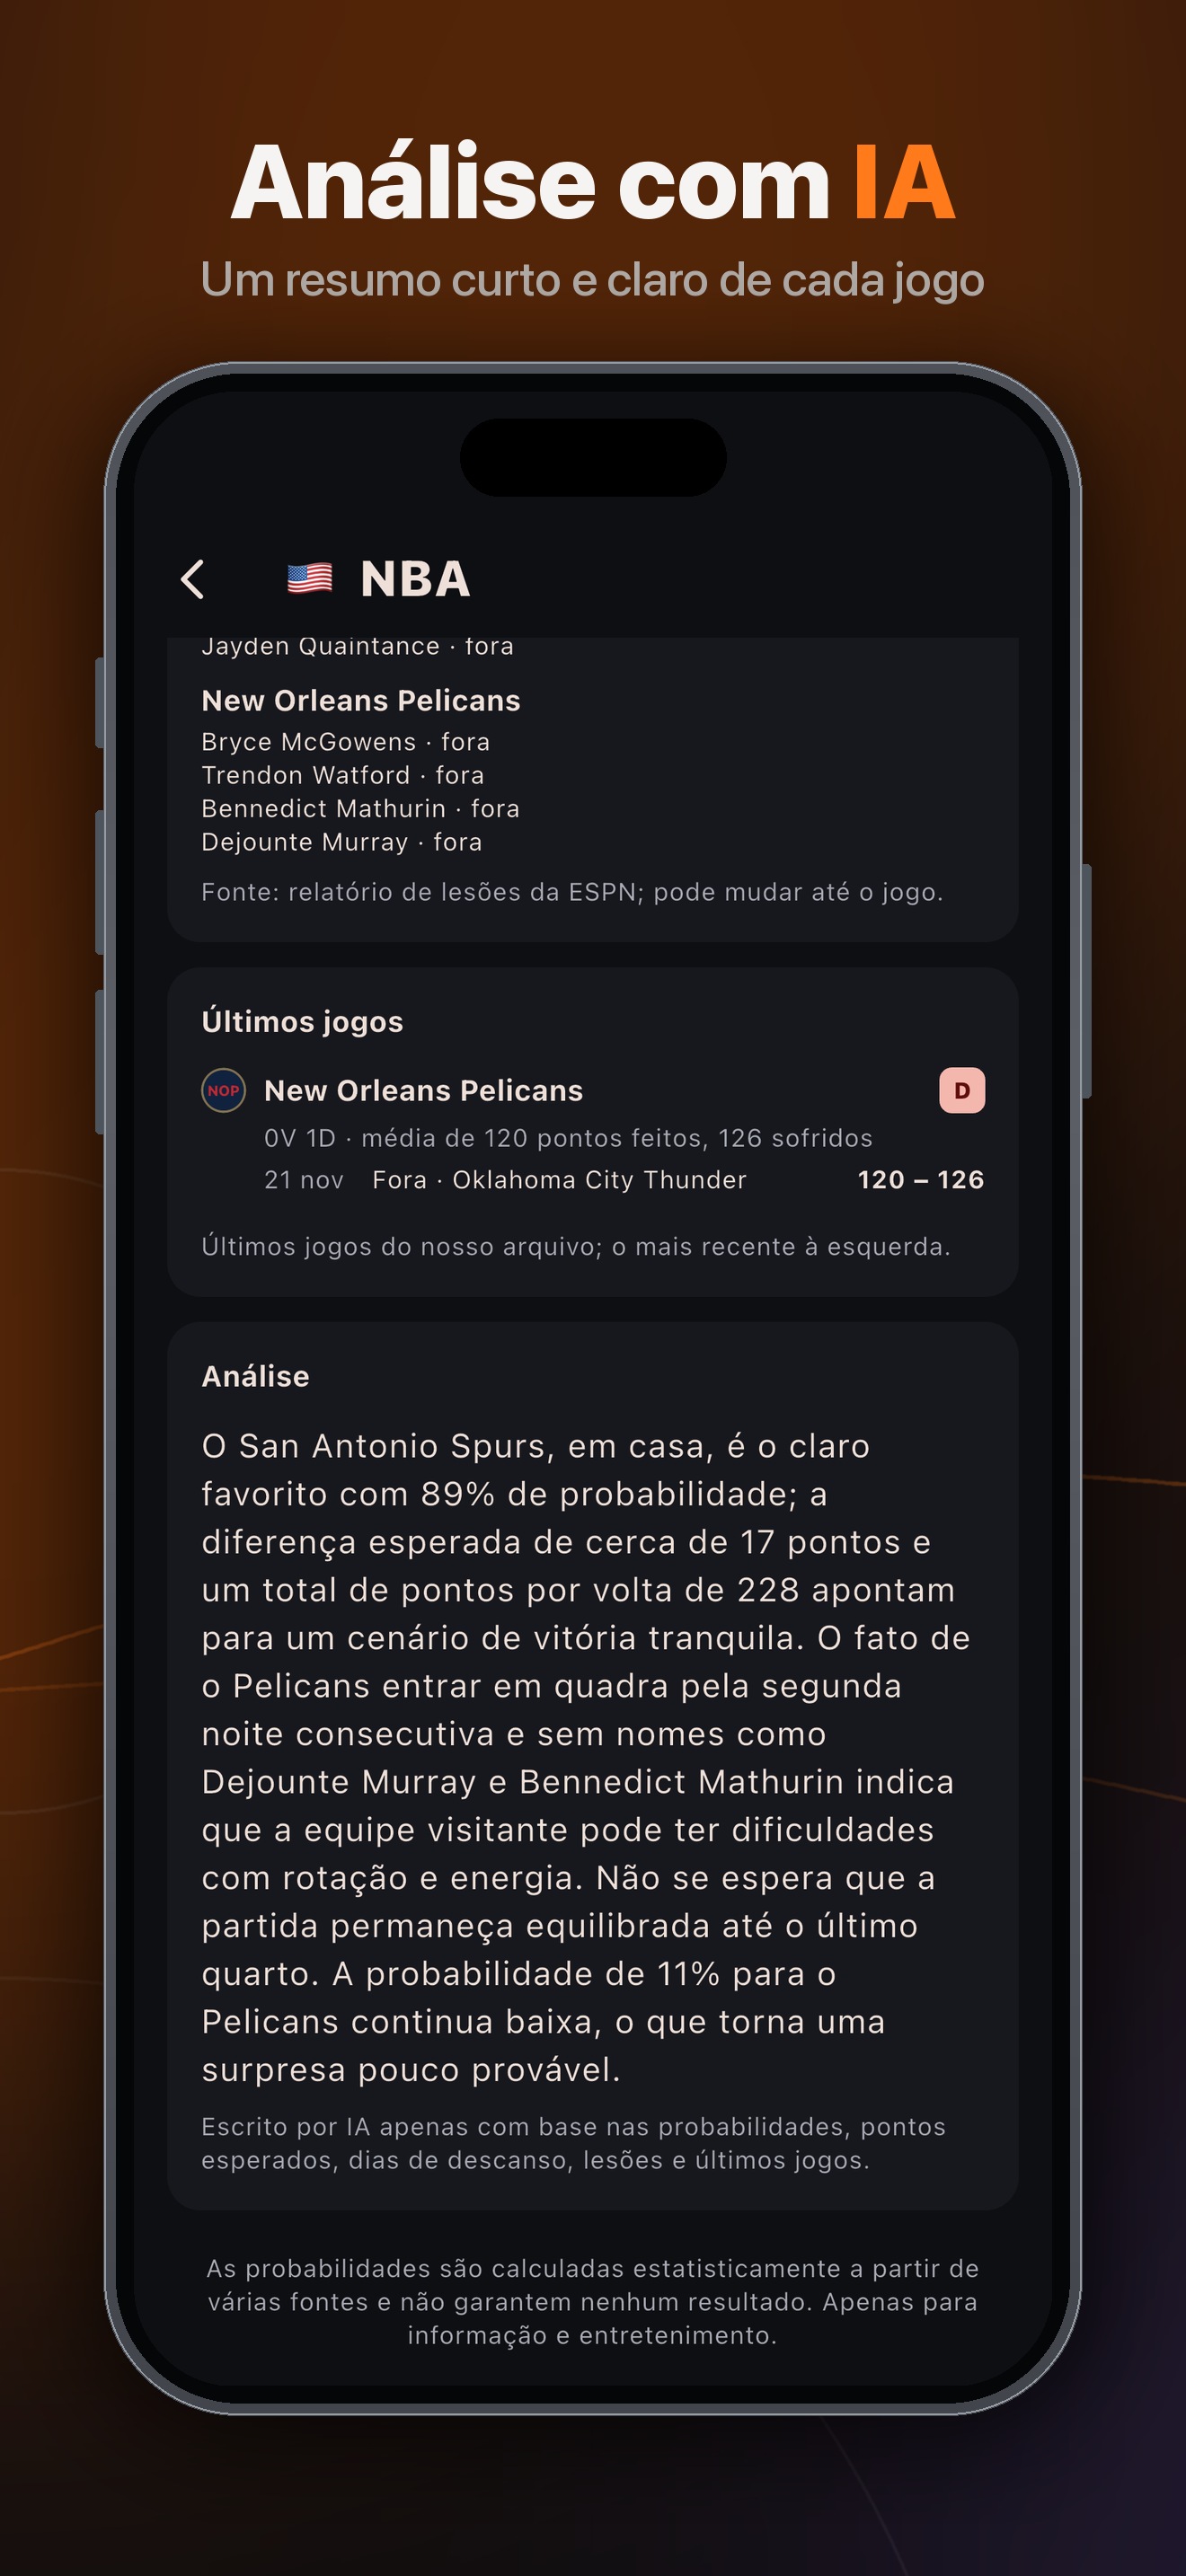 Análise com IA
Um resumo curto e claro de cada jogo
NBA
Jayden Quaintance · fora
New Orleans Pelicans
Bryce McGowens · fora
Trendon Watford · fora
Bennedict Mathurin · fora
Dejounte Murray · fora
Fonte: relatório de lesões da ESPN; pode mudar até o jogo.
Últimos jogos
NOP New Orleans Pelicans D
0V 1D · média de 120 pontos feitos, 126 sofridos
21 nov Fora · Oklahoma City Thunder 120 – 126
Últimos jogos do nosso arquivo; o mais recente à esquerda.
Análise
O San Antonio Spurs, em casa, é o claro
favorito com 89% de probabilidade; a
diferença esperada de cerca de 17 pontos e
um total de pontos por volta de 228 apontam
para um cenário de vitória tranquila. O fato de
o Pelicans entrar em quadra pela segunda
noite consecutiva e sem nomes como
Dejounte Murray e Bennedict Mathurin indica
que a equipe visitante pode ter dificuldades
com rotação e energia. Não se espera que a
partida permaneça equilibrada até o último
quarto. A probabilidade de 11% para o
Pelicans continua baixa, o que torna uma
surpresa pouco provável.
Escrito por IA apenas com base nas probabilidades, pontos
esperados, dias de descanso, lesões e últimos jogos.
As probabilidades são calculadas estatisticamente a partir de
várias fontes e não garantem nenhum resultado. Apenas para
informação e entretenimento.